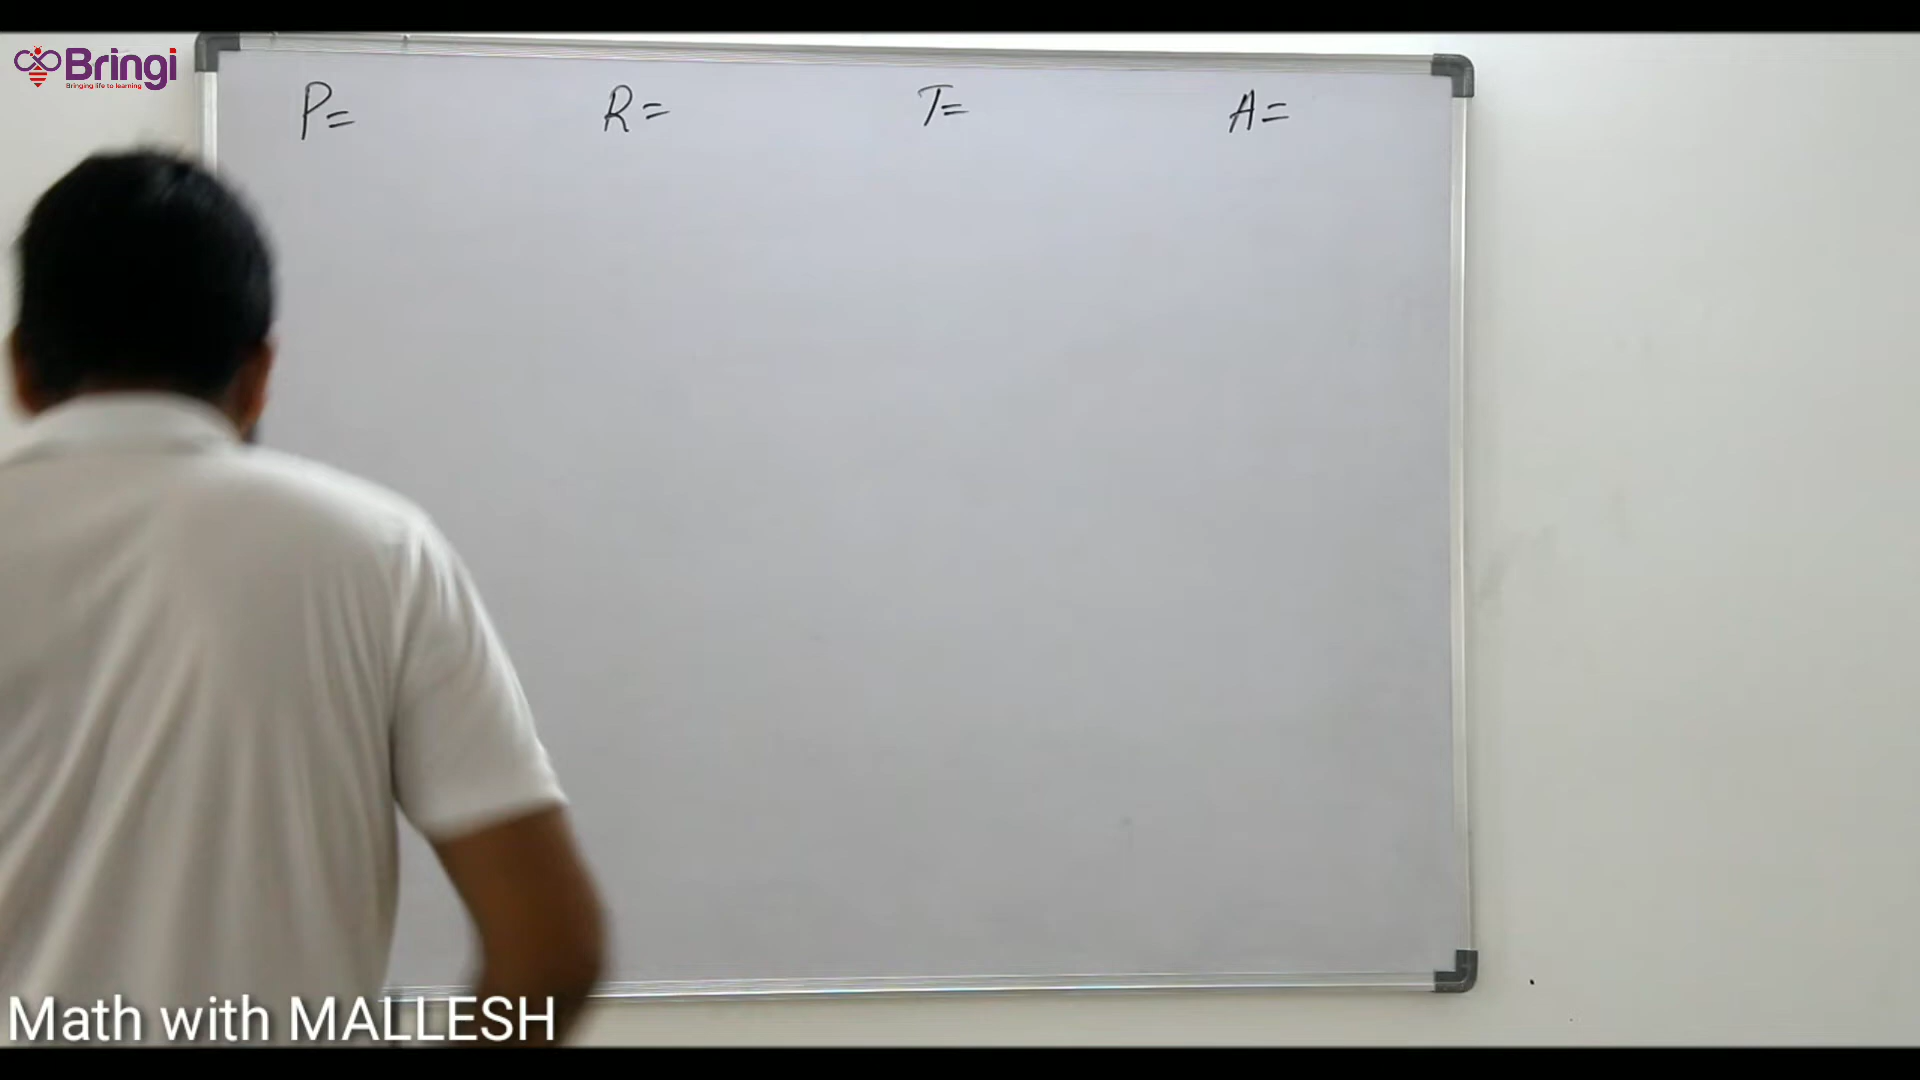 Bringi
Bringing life to learning
P= R= T= A=
Math with MALLESH